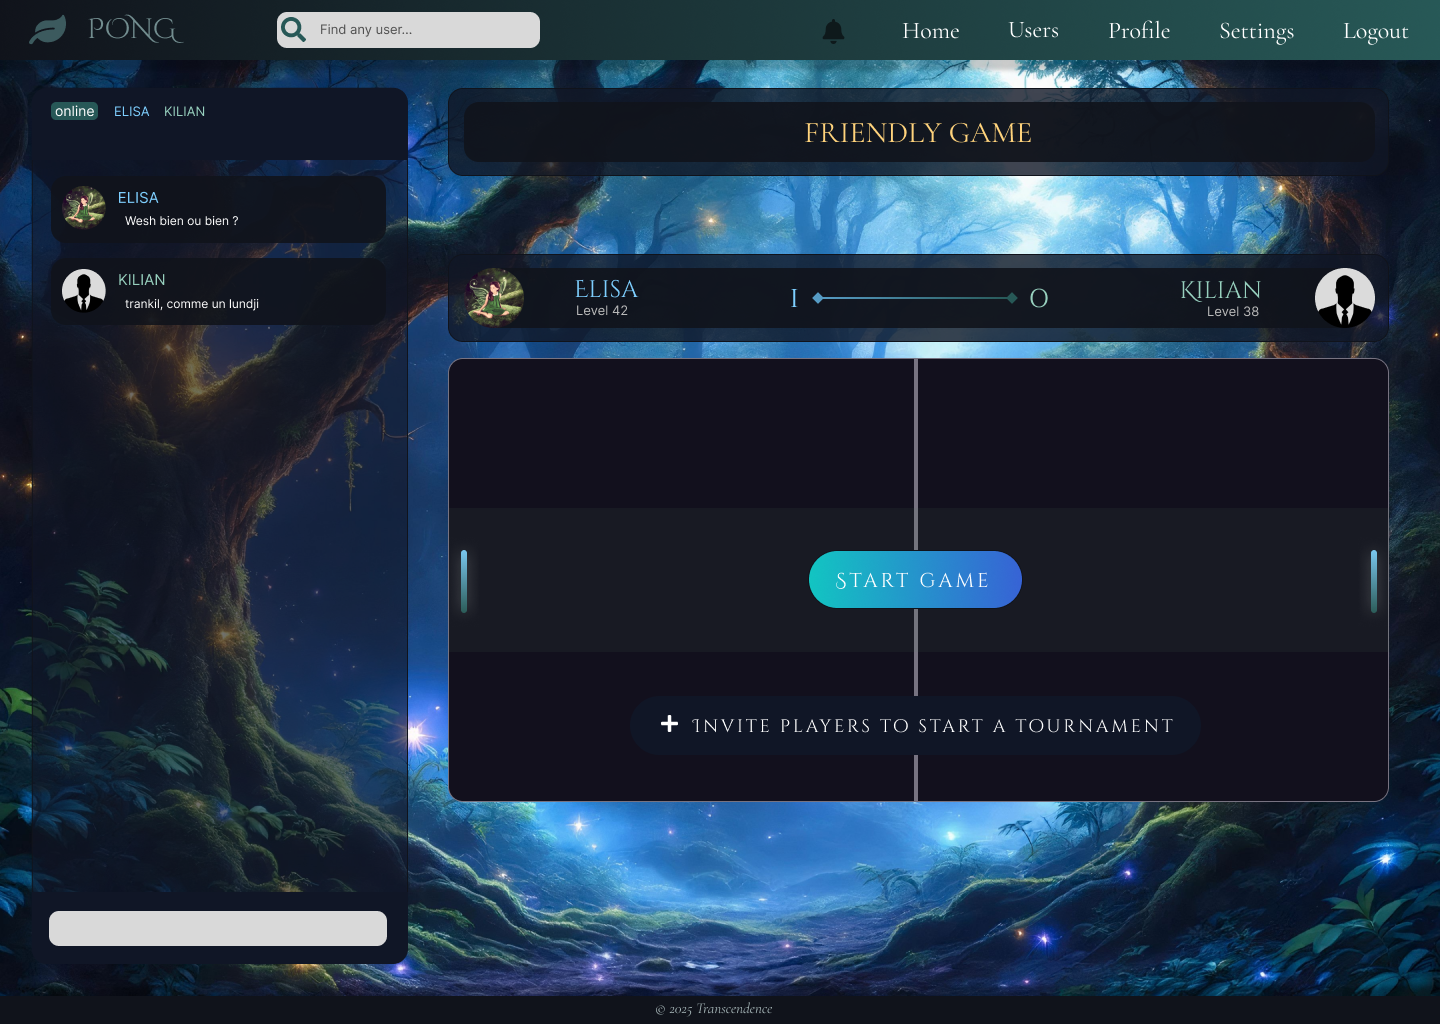 PONG
Find any user...
Home
Users
Profile
Settings
Logout
online ELISA KILIAN
ELISA
Wesh bien ou bien ?
KILIAN
trankil, comme un lundji
FRIENDLY GAME
ELISA
Level 42
I
O
KILIAN
Level 38
START GAME
INVITE PLAYERS TO START A TOURNAMENT
© 2025 Transcendence